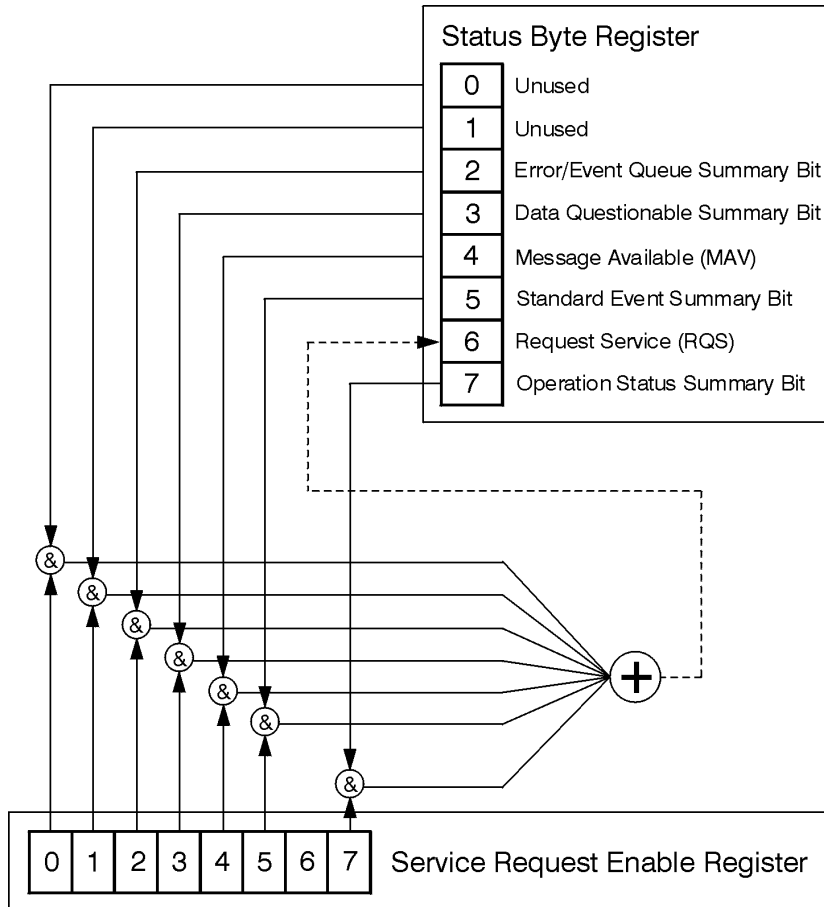 Status Byte Register
0 Unused
1 Unused
2 Error/Event Queue Summary Bit
3 Data Questionable Summary Bit
4 Message Available (MAV)
5 Standard Event Summary Bit
6 Request Service (RQS)
7 Operation Status Summary Bit
&
&
&
&
&
+
&
&
0 1 2 3 4 5 6 7 Service Request Enable Register